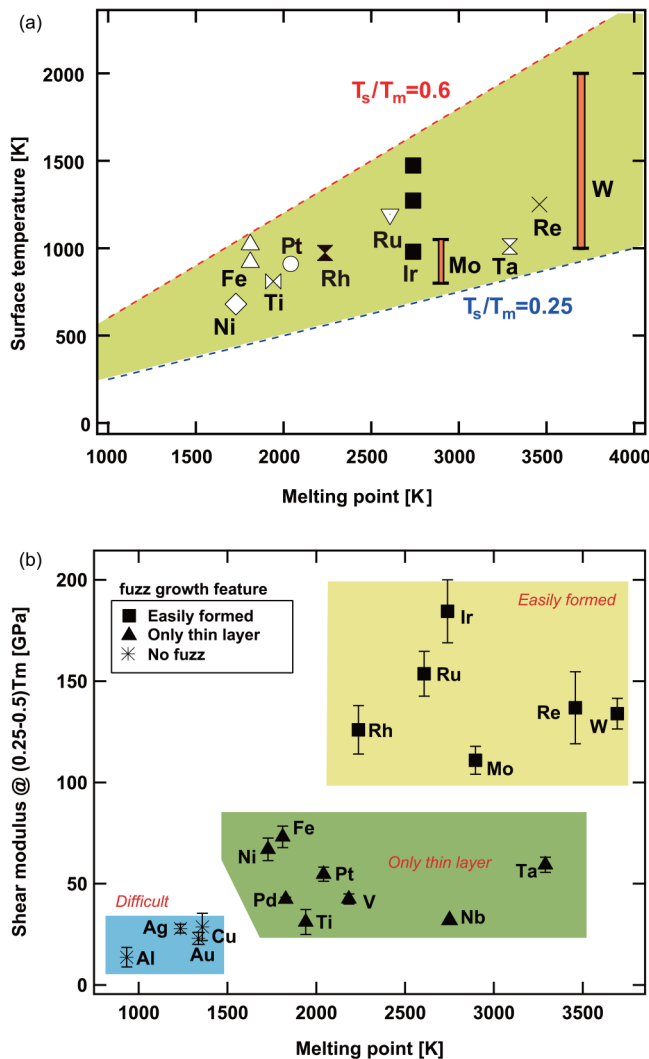 (a)
Surface temperature [K]
2000
1500
1000
500
0
T_s/T_m=0.6
T_s/T_m=0.25
W
Re
Ru
Pt
Fe
Ti
Rh
Ir
Mo
Ta
Ni
1000 1500 2000 2500 3000 3500 4000
Melting point [K]
(b)
Shear modulus @ (0.25-0.5)Tm [GPa]
200
150
100
50
0
fuzz growth feature
Easily formed
Only thin layer
No fuzz
Easily formed
Ir
Ru
Re
W
Rh
Mo
Fe
Ni
Pt
Only thin layer
Ta
Pd
V
Ti
Nb
Difficult
Ag
Cu
Au
Al
1000 1500 2000 2500 3000 3500
Melting point [K]